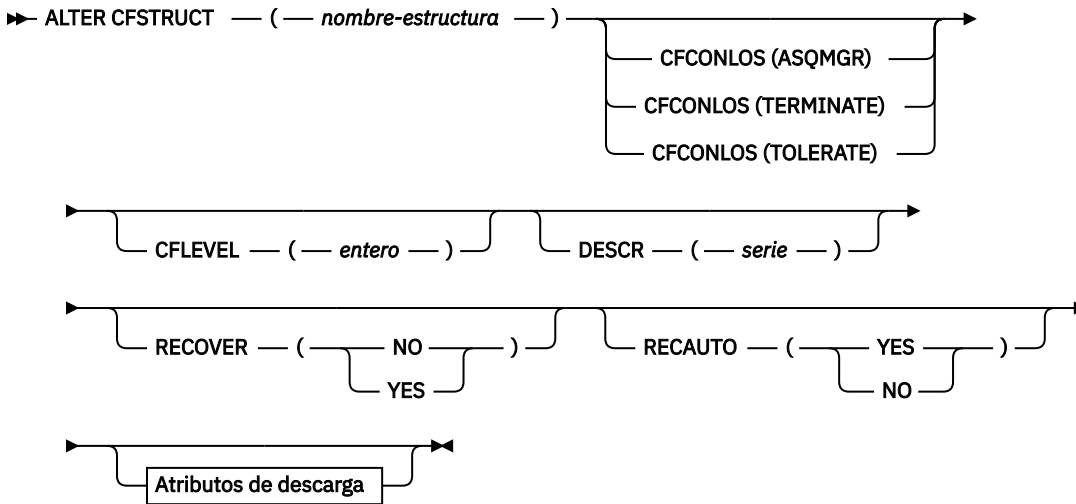 ALTER CFSTRUCT ( nombre-estructura )
CFCONLOS (ASQMGR)
CFCONLOS (TERMINATE)
CFCONLOS (TOLERATE)
CFLEVEL ( entero ) DESCR ( serie )
RECOVER ( NO ) RECAUTO ( YES )
YES NO
Atributos de descarga